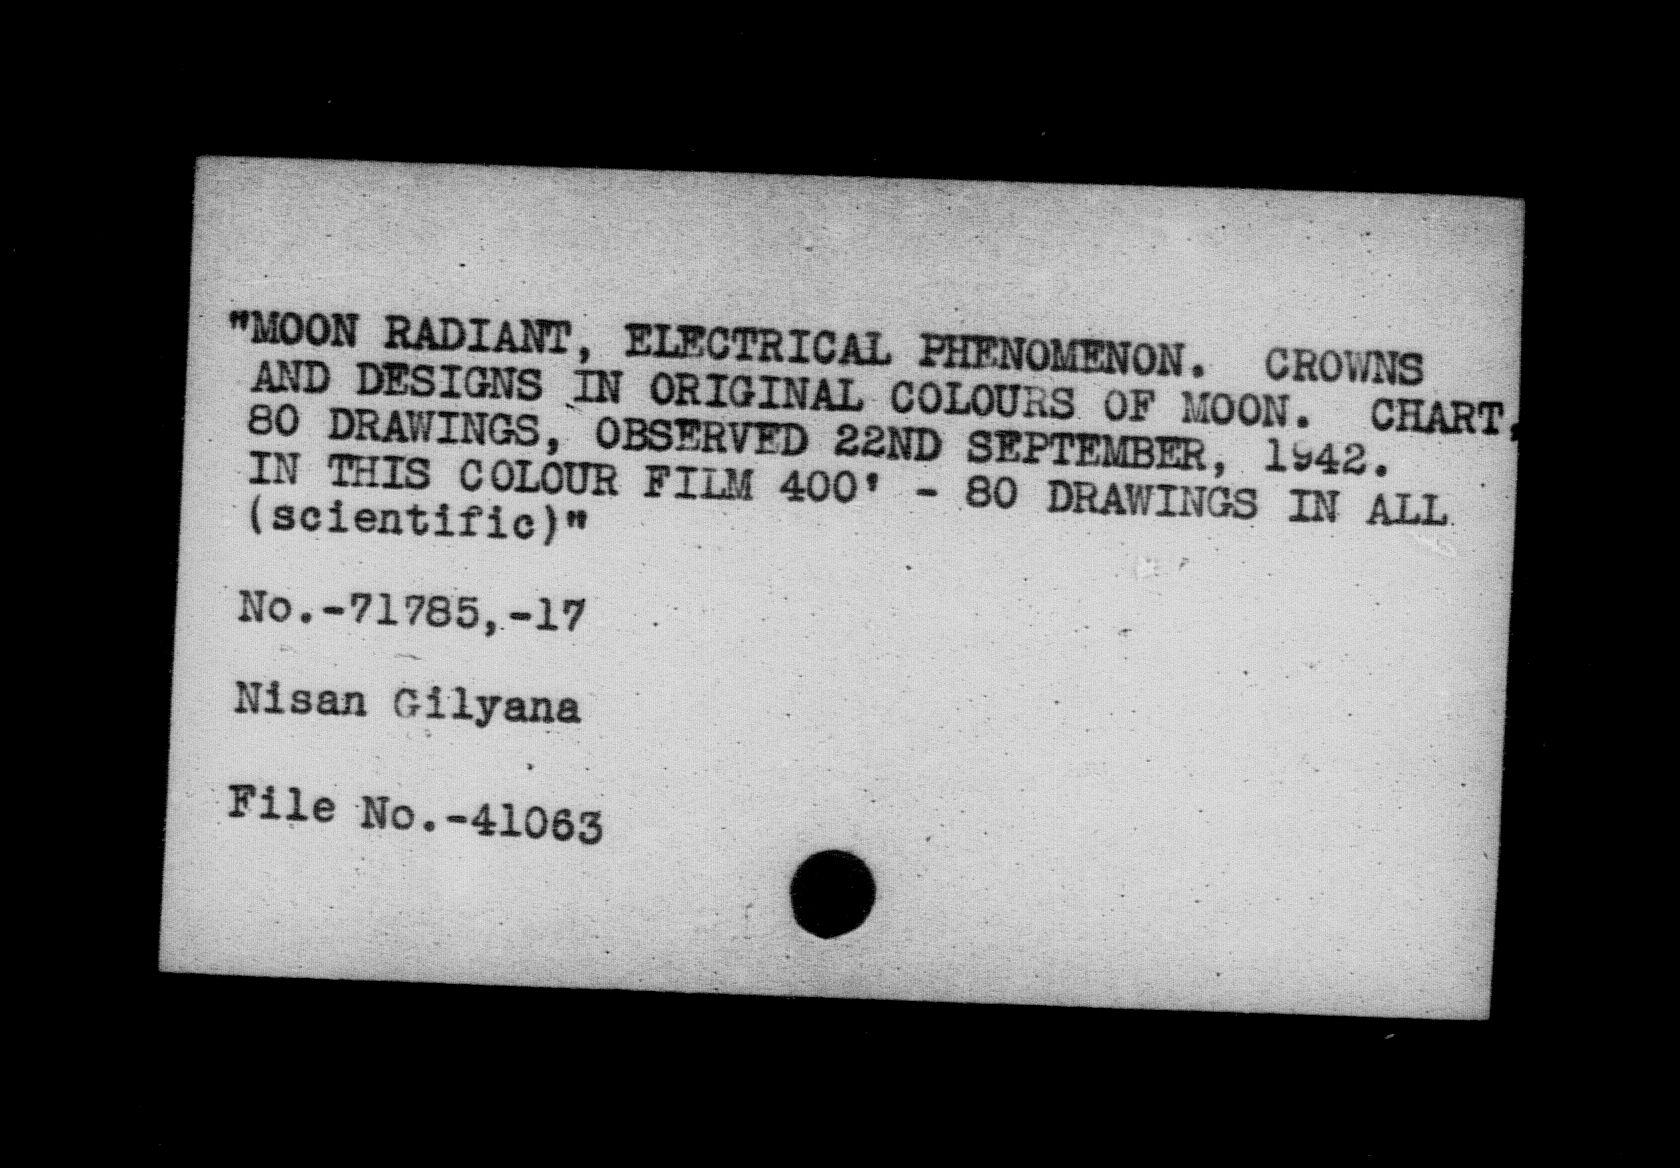 "MOON RADIANT, ELECTRICAL PHENOMENON. CROWNS
AND DESIGNS IN ORIGINAL COLOURS OF MOON. CHART,
80 DRAWINGS, OBSERVED 22ND SEPTEMBER, 1942.
IN THIS COLOUR FILM 400' - 80 DRAWINGS IN ALL
(scientific)"
No.-71785,-17
Nisan Gilyana
File No.-41063